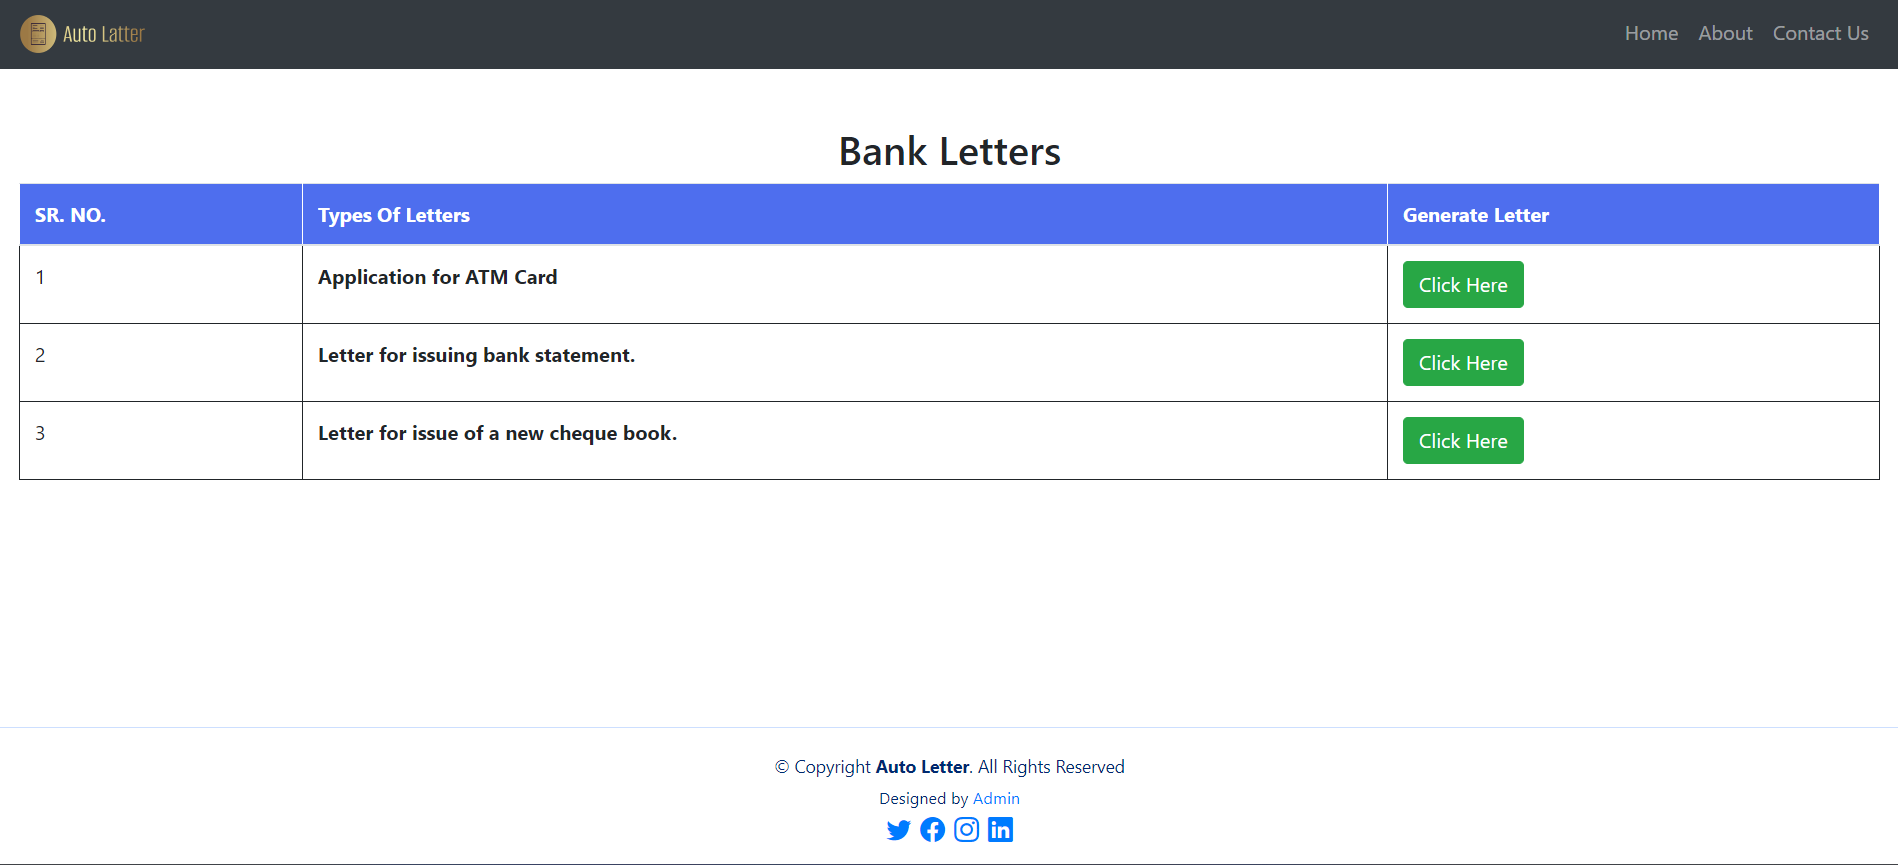 Auto Latter
Home About Contact Us
Bank Letters
SR. NO. Types Of Letters Generate Letter
1 Application for ATM Card Click Here
2 Letter for issuing bank statement. Click Here
3 Letter for issue of a new cheque book. Click Here
© Copyright Auto Letter. All Rights Reserved
Designed by Admin